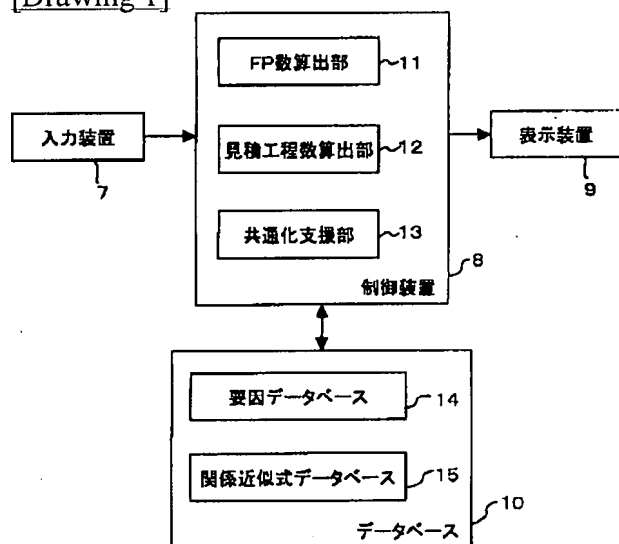 [Drawing 1]
FP数算出部 11
入力装置
7
見積工程数算出部 12
表示装置
9
共通化支援部 13
8
制御装置
要因データベース 14
関係近似式データベース 15
10
データベース